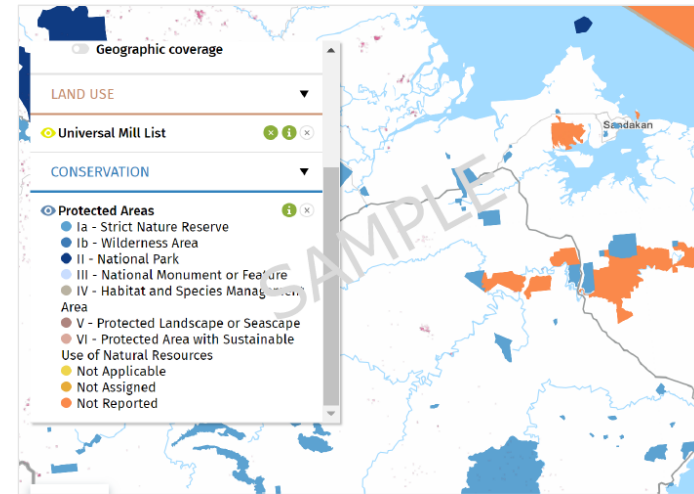 Geographic coverage
LAND USE
Universal Mill List
CONSERVATION
Protected Areas
Ia - Strict Nature Reserve
Ib - Wilderness Area
II - National Park
III - National Monument or Feature
IV - Habitat and Species Management
Area
V - Protected Landscape or Seascape
VI - Protected Area with Sustainable
Use of Natural Resources
Not Applicable
Not Assigned
Not Reported
Sandakan
SAMPLE